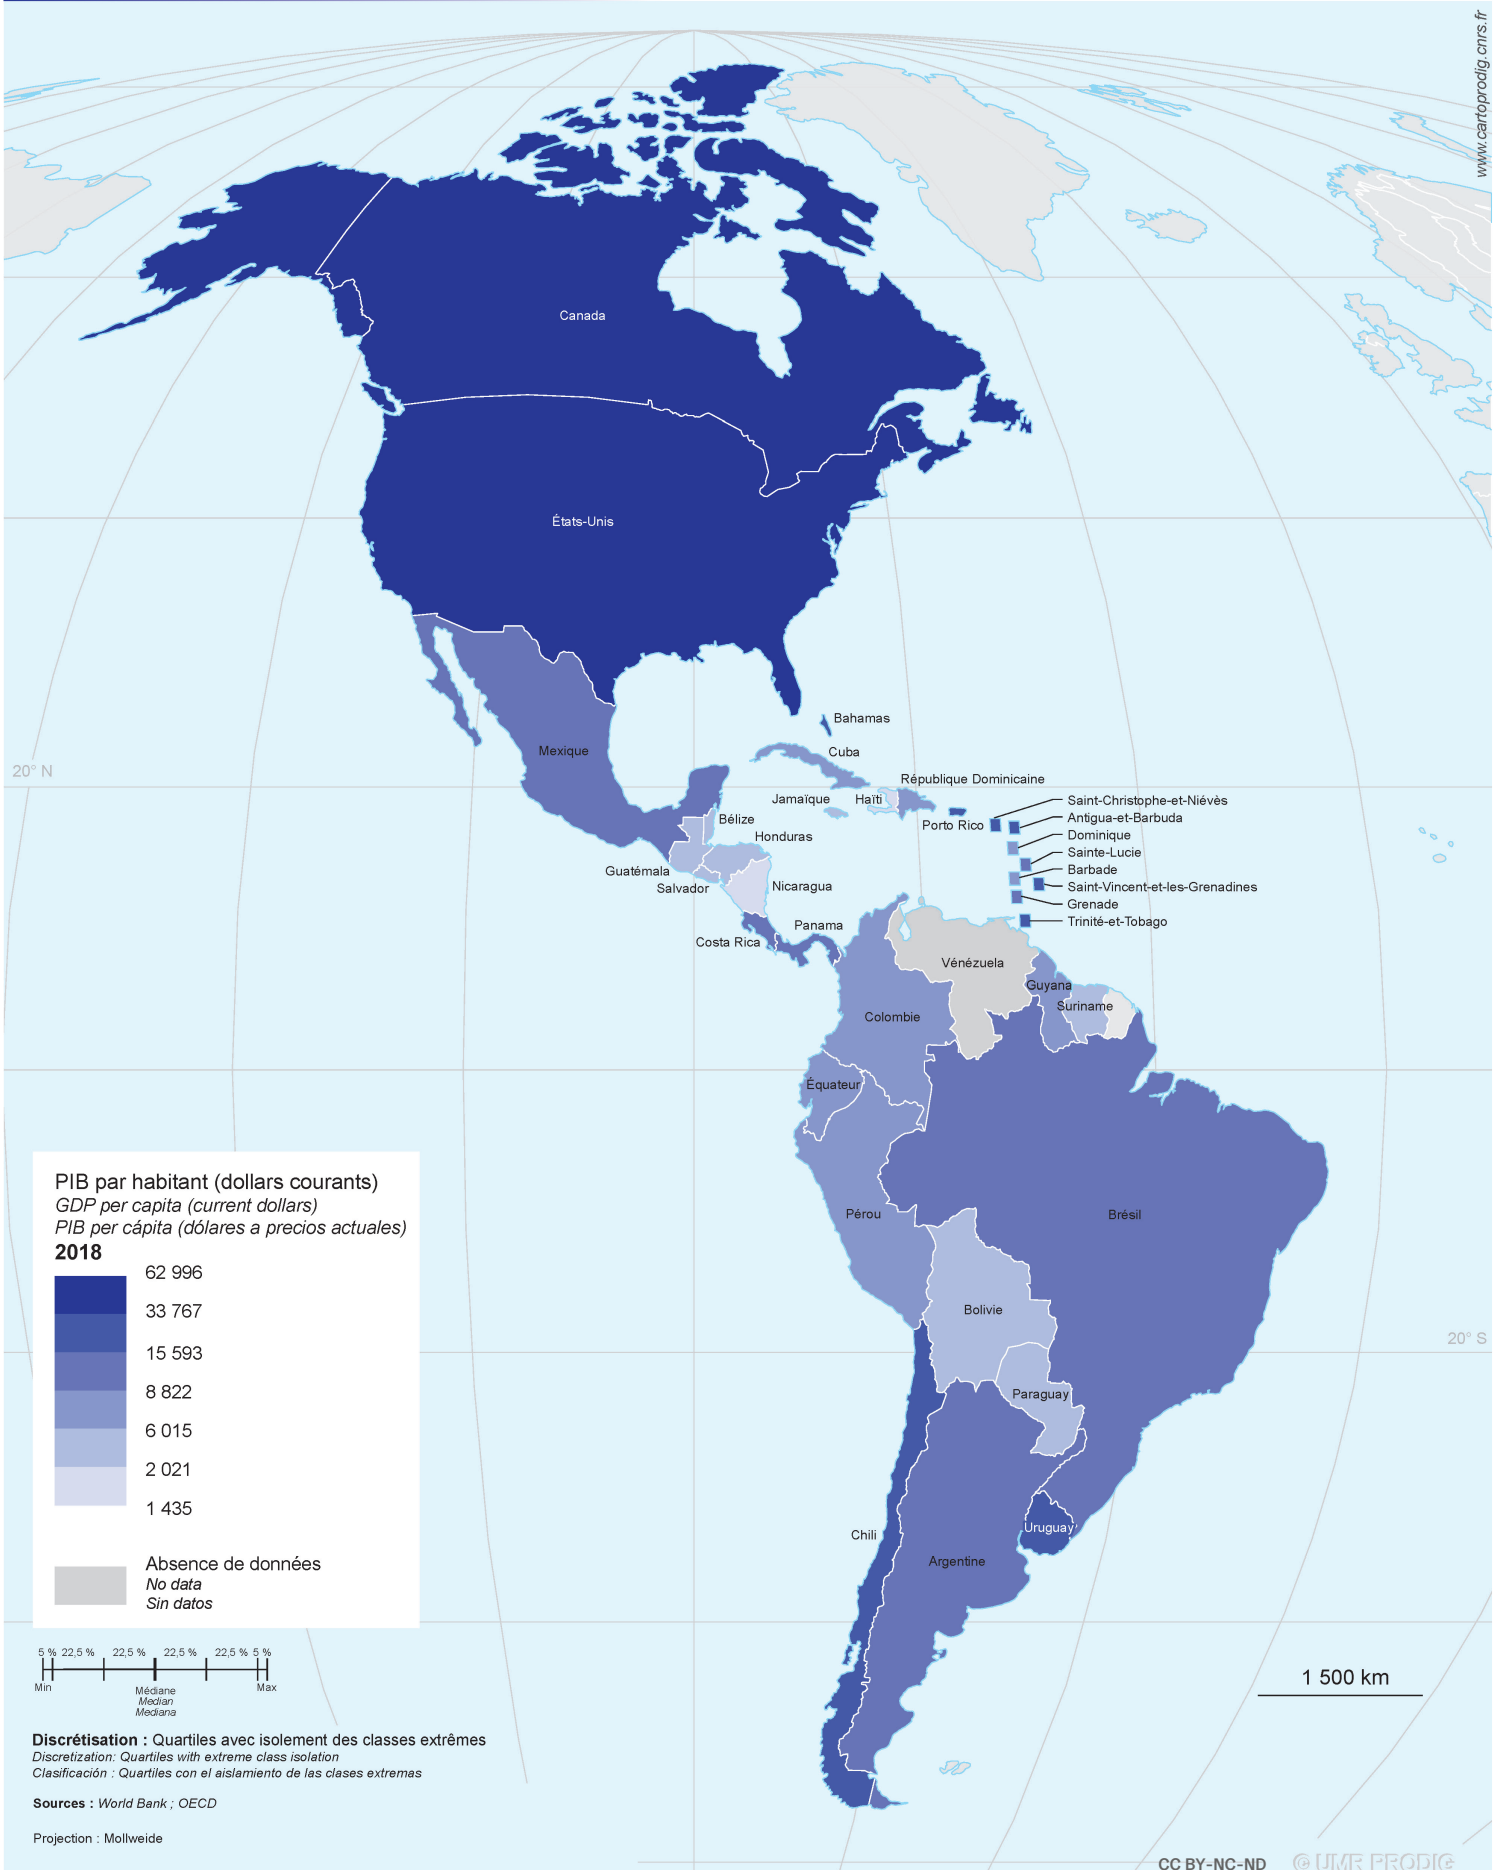 www.cartoprodig.cnrs.fr
Canada
États-Unis
Mexique
Bahamas
Cuba
20° N
République Dominicaine
Jamaïque
Haïti
Porto Rico
Saint-Christophe-et-Niévès
Antigua-et-Barbuda
Dominique
Sainte-Lucie
Barbade
Saint-Vincent-et-les-Grenadines
Grenade
Trinité-et-Tobago
Bélize
Honduras
Guatémala
Salvador
Nicaragua
Panama
Costa Rica
Vénézuela
Guyana
Suriname
Colombie
Équateur
Pérou
Brésil
Bolivie
20° S
Paraguay
Chili
Uruguay
Argentine
PIB par habitant (dollars courants)
GDP per capita (current dollars)
PIB per cápita (dólares a precios actuales)
2018
62 996
33 767
15 593
8 822
6 015
2 021
1 435
Absence de données
No data
Sin datos
5 % 22,5 % 22,5 % 22,5 % 22,5 % 5 %
Min Médiane Max
Median
Mediana
1 500 km
Discrétisation : Quartiles avec isolement des classes extrêmes
Discretization: Quartiles with extreme class isolation
Clasificación : Quartiles con el aislamiento de las clases extremas
Sources : World Bank ; OECD
Projection : Mollweide
CC BY-NC-ND © UMR PRODIG